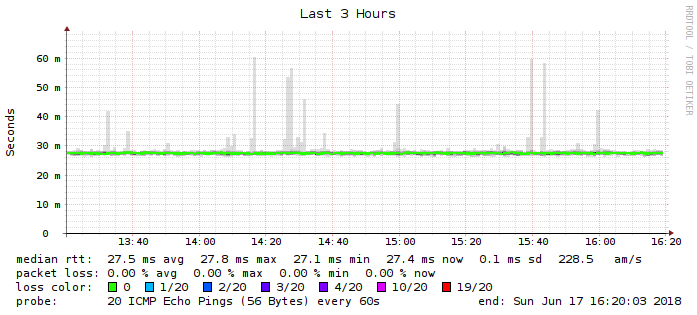 Last 3 Hours
RRDTOOL / TOBI OETIKER
Seconds
60 m
50 m
40 m
30 m
20 m
10 m
0
13:40 14:00 14:20 14:40 15:00 15:20 15:40 16:00 16:20
median rtt: 27.5 ms avg 27.8 ms max 27.1 ms min 27.4 ms now 0.1 ms sd 228.5 am/s
packet loss: 0.00 % avg 0.00 % max 0.00 % min 0.00 % now
loss color: 0 1/20 2/20 3/20 4/20 10/20 19/20
probe: 20 ICMP Echo Pings (56 Bytes) every 60s end: Sun Jun 17 16:20:03 2018